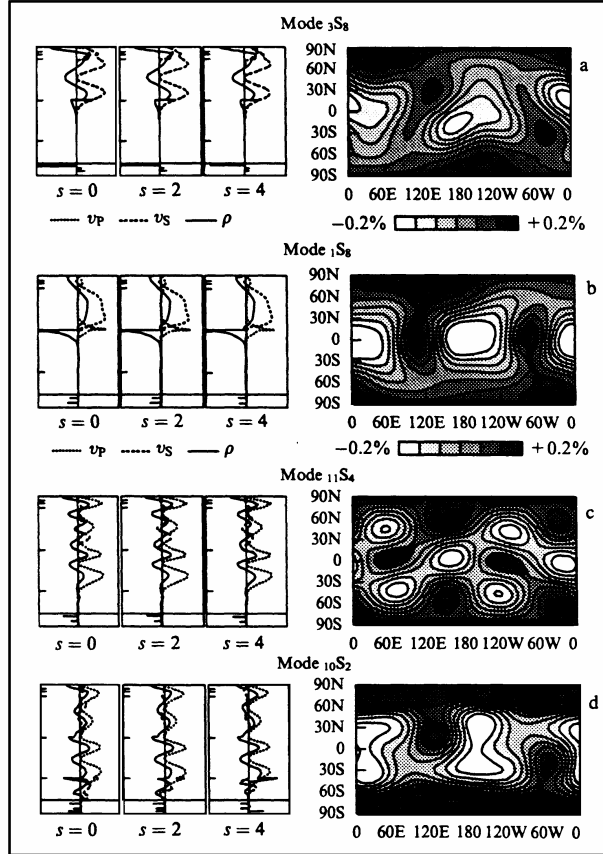 Mode ₃S₈
a
90N
60N
30N
0
30S
60S
90S
s = 0 s = 2 s = 4
0 60E 120E 180 120W 60W 0
v_P v_S ρ
−0.2% +0.2%
Mode ₁S₈
b
90N
60N
30N
0
30S
60S
90S
s = 0 s = 2 s = 4
0 60E 120E 180 120W 60W 0
v_P v_S ρ
−0.2% +0.2%
Mode ₁₁S₄
c
90N
60N
30N
0
30S
60S
90S
s = 0 s = 2 s = 4
0 60E 120E 180 120W 60W 0
Mode ₁₀S₂
d
90N
60N
30N
0
30S
60S
90S
s = 0 s = 2 s = 4
0 60E 120E 180 120W 60W 0